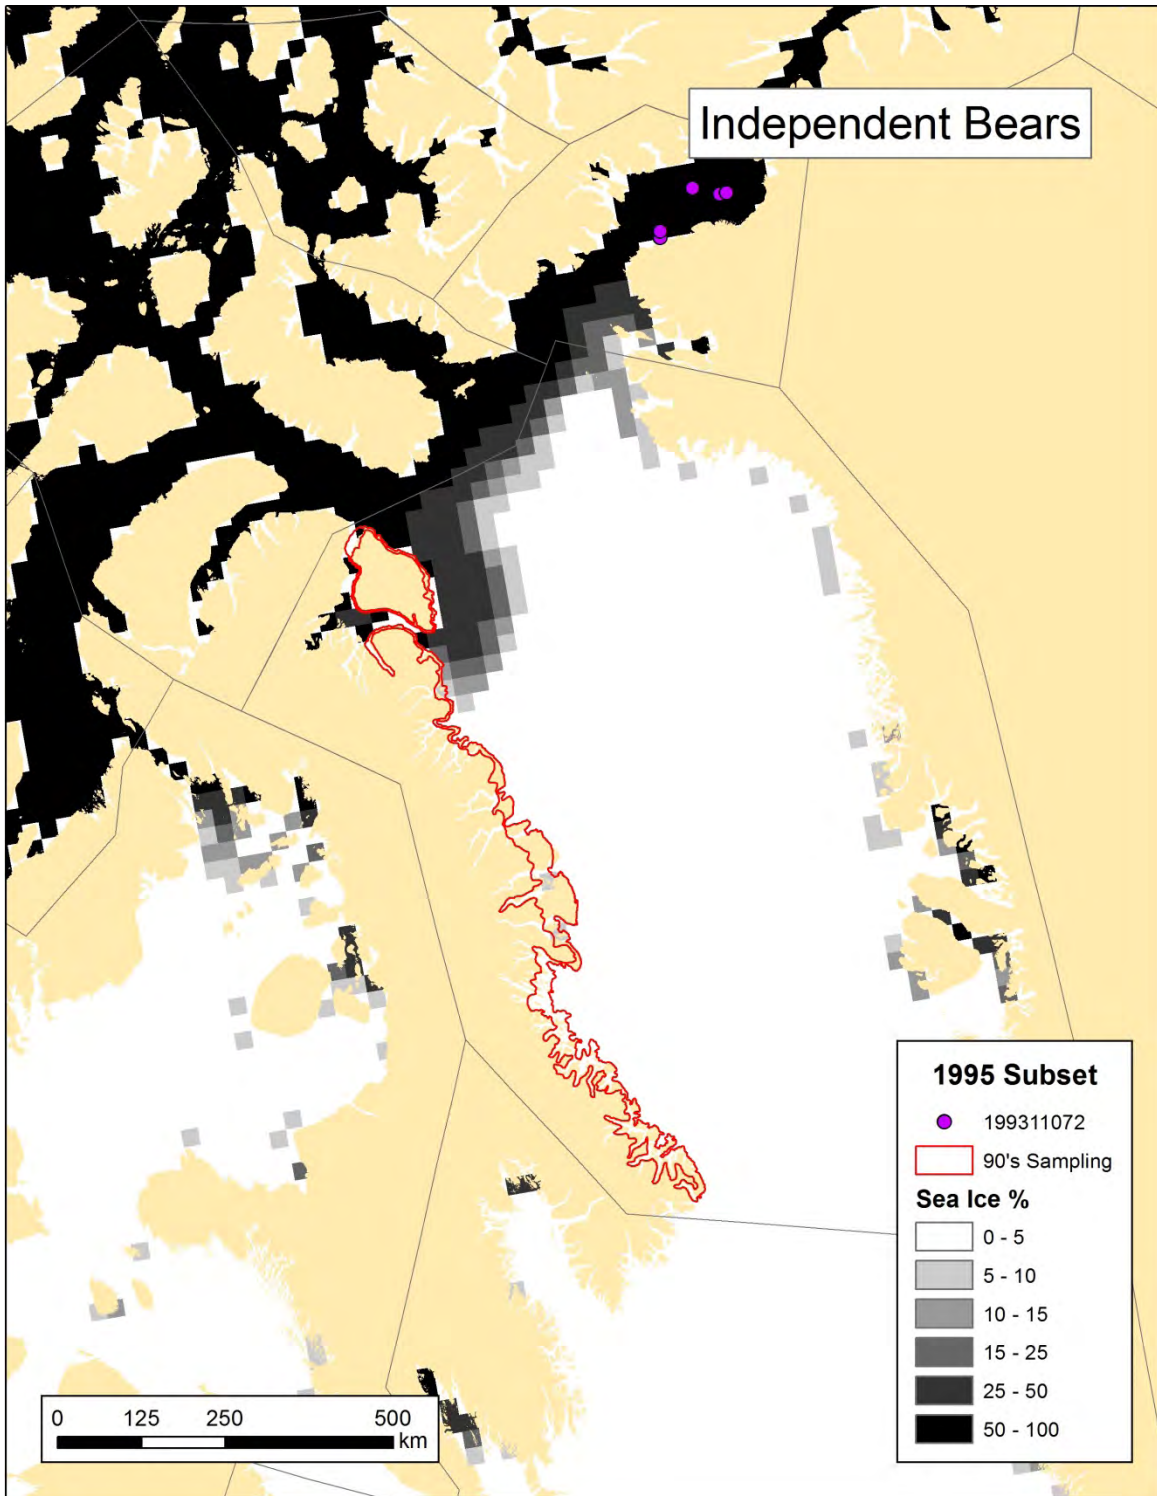 Independent Bears
1995 Subset
199311072
90's Sampling
Sea Ice %
0 - 5
5 - 10
10 - 15
15 - 25
25 - 50
50 - 100
0 125 250 500
km